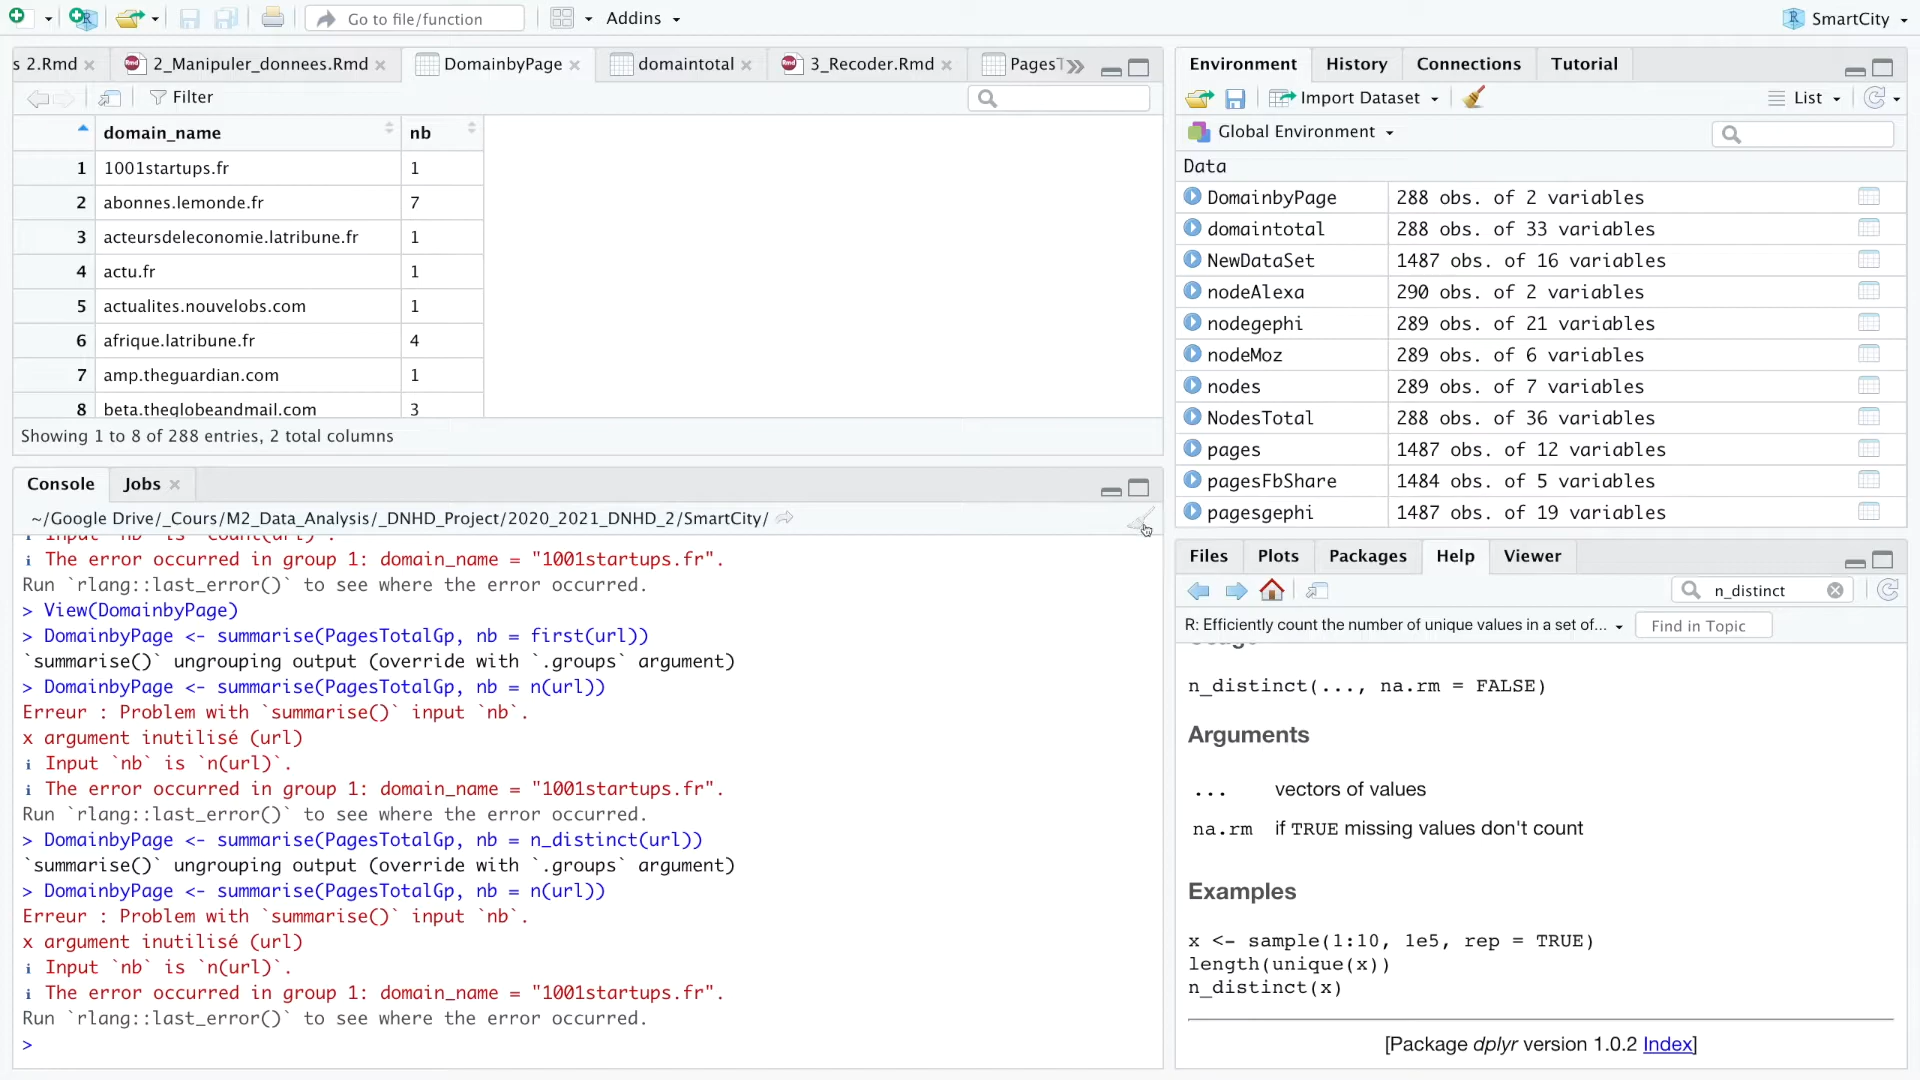 Go to file/function
Addins
SmartCity
s 2.Rmd
2_Manipuler_donnees.Rmd
DomainbyPage
domaintotal
3_Recoder.Rmd
PagesT
Filter
domain_name nb
1 1001startups.fr 1
2 abonnes.lemonde.fr 7
3 acteursdeleconomie.latribune.fr 1
4 actu.fr 1
5 actualites.nouvelobs.com 1
6 afrique.latribune.fr 4
7 amp.theguardian.com 1
8 beta.theglobeandmail.com 3
Showing 1 to 8 of 288 entries, 2 total columns
Console Jobs
~/Google Drive/_Cours/M2_Data_Analysis/_DNHD_Project/2020_2021_DNHD_2/SmartCity/
i Input `nb` is `count(url)`.
i The error occurred in group 1: domain_name = "1001startups.fr".
Run `rlang::last_error()` to see where the error occurred.
> View(DomainbyPage)
> DomainbyPage <- summarise(PagesTotalGp, nb = first(url))
`summarise()` ungrouping output (override with `.groups` argument)
> DomainbyPage <- summarise(PagesTotalGp, nb = n(url))
Erreur : Problem with `summarise()` input `nb`.
x argument inutilisé (url)
i Input `nb` is `n(url)`.
i The error occurred in group 1: domain_name = "1001startups.fr".
Run `rlang::last_error()` to see where the error occurred.
> DomainbyPage <- summarise(PagesTotalGp, nb = n_distinct(url))
`summarise()` ungrouping output (override with `.groups` argument)
> DomainbyPage <- summarise(PagesTotalGp, nb = n(url))
Erreur : Problem with `summarise()` input `nb`.
x argument inutilisé (url)
i Input `nb` is `n(url)`.
i The error occurred in group 1: domain_name = "1001startups.fr".
Run `rlang::last_error()` to see where the error occurred.
>
Environment History Connections Tutorial
Import Dataset
List
Global Environment
Data
DomainbyPage 288 obs. of 2 variables
domaintotal 288 obs. of 33 variables
NewDataSet 1487 obs. of 16 variables
nodeAlexa 290 obs. of 2 variables
nodegephi 289 obs. of 21 variables
nodeMoz 289 obs. of 6 variables
nodes 289 obs. of 7 variables
NodesTotal 288 obs. of 36 variables
pages 1487 obs. of 12 variables
pagesFbShare 1484 obs. of 5 variables
pagesgephi 1487 obs. of 19 variables
Files Plots Packages Help Viewer
n_distinct
R: Efficiently count the number of unique values in a set of...
Find in Topic
Usage
n_distinct(..., na.rm = FALSE)
Arguments
... vectors of values
na.rm if TRUE missing values don't count
Examples
x <- sample(1:10, 1e5, rep = TRUE)
length(unique(x))
n_distinct(x)
[Package dplyr version 1.0.2 Index]